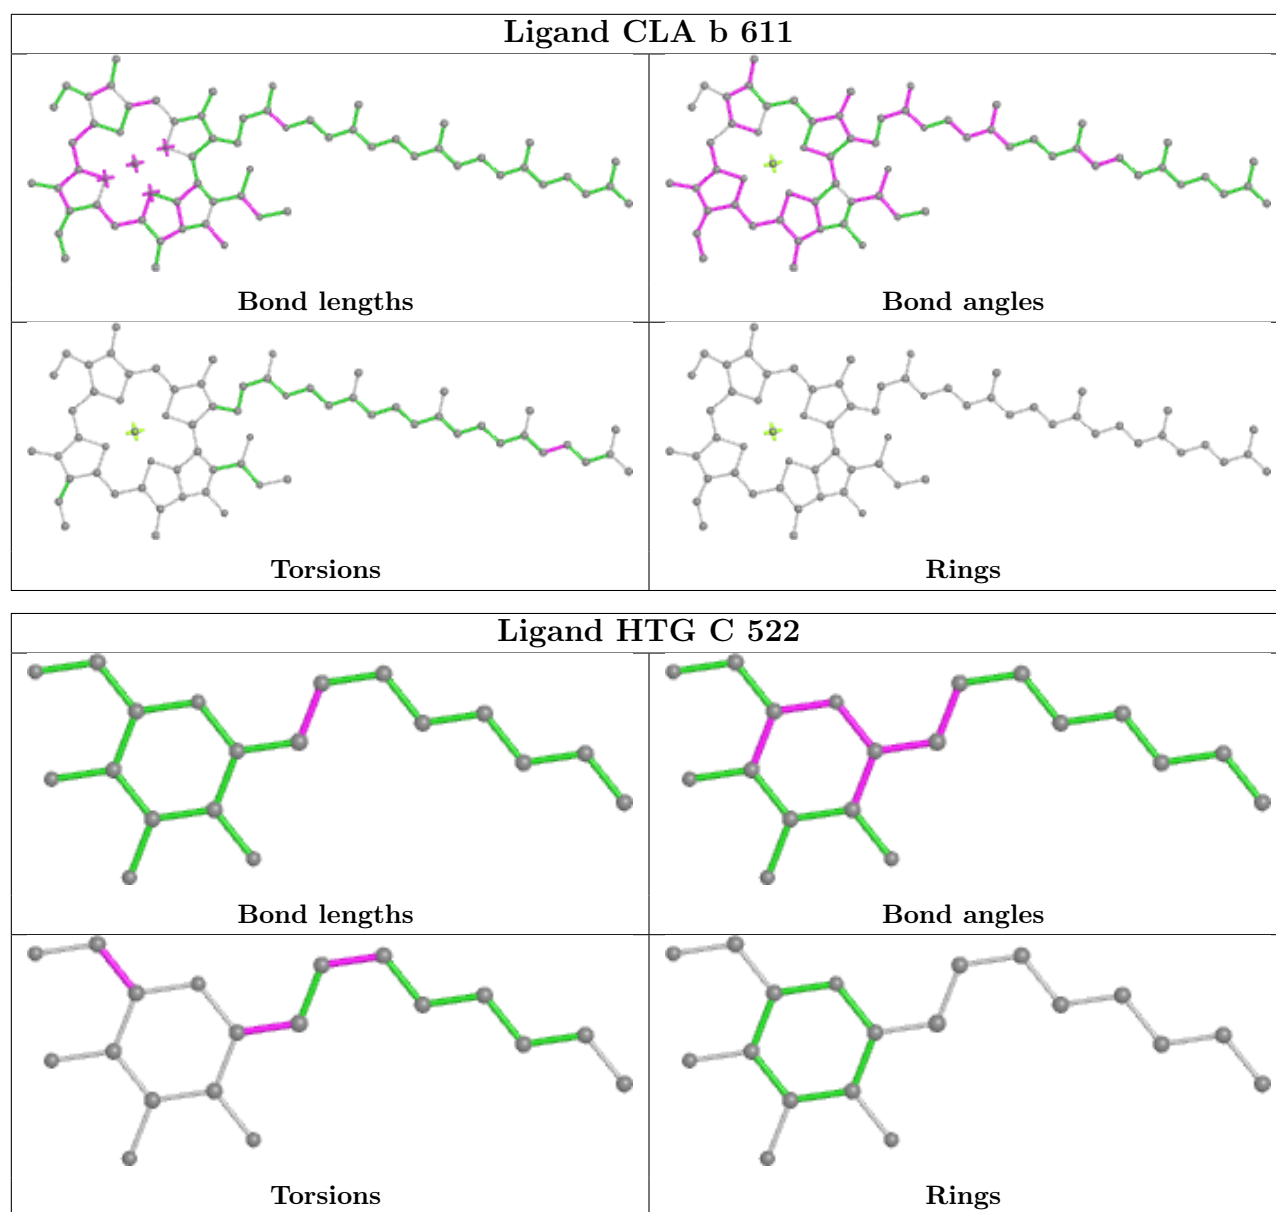 Ligand CLA b 611
Bond lengths
Bond angles
Torsions
Rings
Ligand HTG C 522
Bond lengths
Bond angles
Torsions
Rings